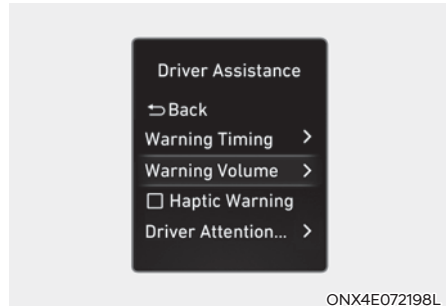 Driver Assistance
⮌Back
Warning Timing >
Warning Volume >
☐ Haptic Warning
Driver Attention... >
ONX4E072198L